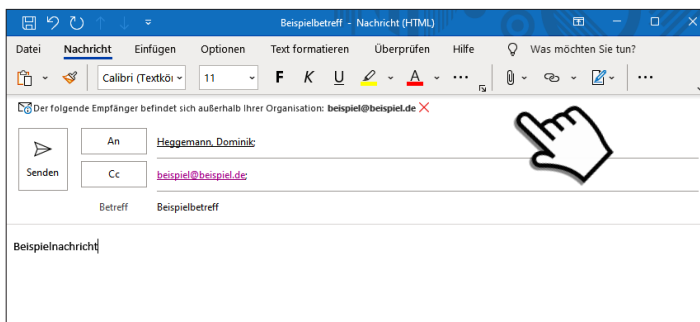 Beispielbetreff - Nachricht (HTML)
Datei Nachricht Einfügen Optionen Text formatieren Überprüfen Hilfe Was möchten Sie tun?
Calibri (Textkör 11 F K U A
Der folgende Empfänger befindet sich außerhalb Ihrer Organisation: beispiel@beispiel.de
An Heggemann, Dominik;
Senden Cc beispiel@beispiel.de;
Betreff Beispielbetreff
Beispielnachricht